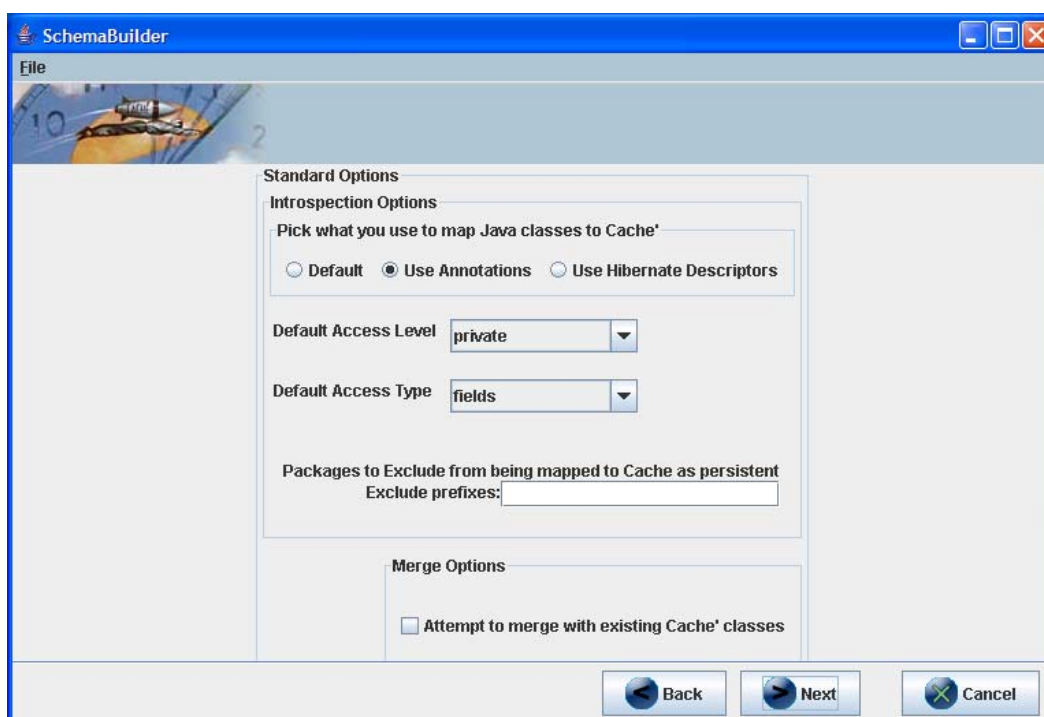 SchemaBuilder
File
10
2
Standard Options
Introspection Options
Pick what you use to map Java classes to Cache'
Default Use Annotations Use Hibernate Descriptors
Default Access Level private
Default Access Type fields
Packages to Exclude from being mapped to Cache as persistent
Exclude prefixes:
Merge Options
Attempt to merge with existing Cache' classes
Back Next Cancel